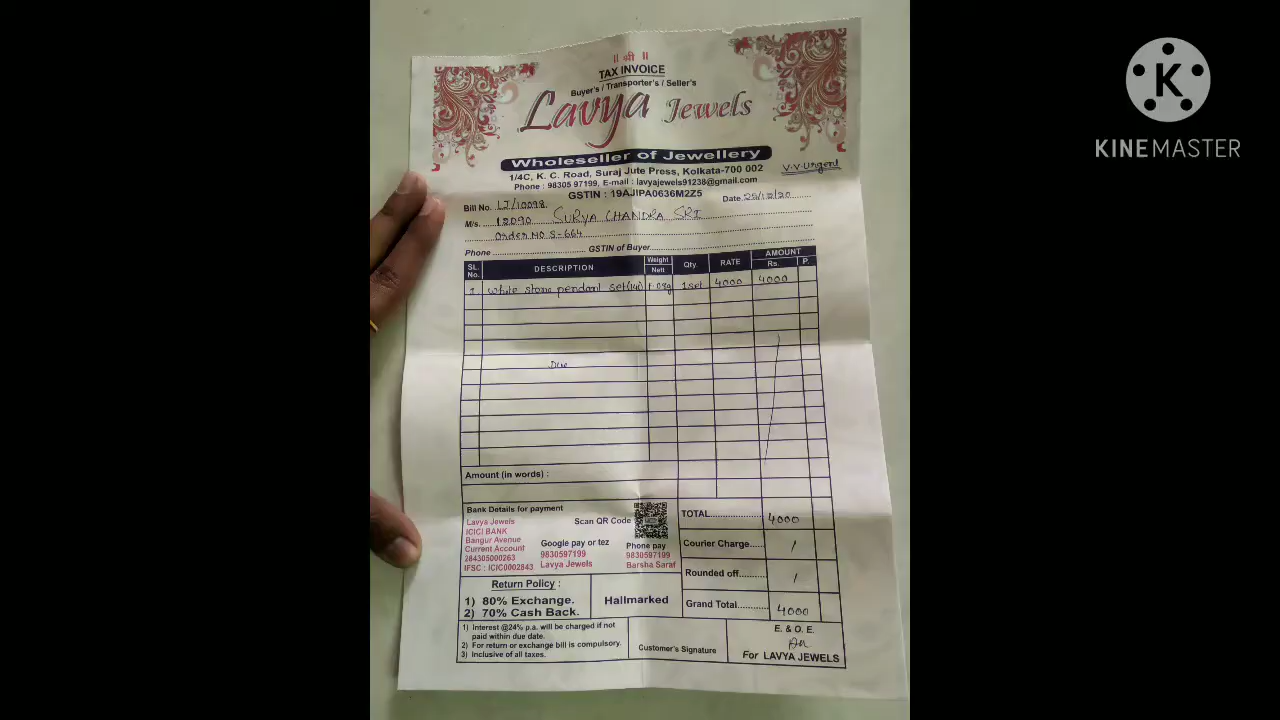 || श्री ||
TAX INVOICE
Buyer's / Transporter's / Seller's
Lavya Jewels
Wholeseller of Jewellery
V.V.Urgent
1/4C, K. C. Road, Suraj Jute Press, Kolkata-700 002
Phone : 98305 97199, E-mail : lavyajewels91238@gmail.com
GSTIN : 19AJIPA0636M2Z5
Bill No. LJ/10098 Date 25/12/20
M/s. 12090 SURYA CHANDRA SRI
Order No S-664
Phone GSTIN of Buyer
SL. No. DESCRIPTION Weight Nett Qty. RATE AMOUNT Rs. P.
1. white stone pendant set 1set 4000 4000
Due
Amount (in words) :
Bank Details for payment
Lavya Jewels
ICICI BANK
Bangur Avenue
Current Account
284305000263
IFSC : ICIC0002843
Scan QR Code
Google pay or tez
9830597199
Lavya Jewels
Phone pay
9830597199
Barsha Saraf
TOTAL 4000
Courier Charge /
Rounded off /
Grand Total 4000
Return Policy :
1) 80% Exchange.
2) 70% Cash Back.
Hallmarked
1) Interest @24% p.a. will be charged if not
paid within due date.
2) For return or exchange bill is compulsory.
3) Inclusive of all taxes.
Customer's Signature
E. & O. E.
For LAVYA JEWELS
K
KINEMASTER